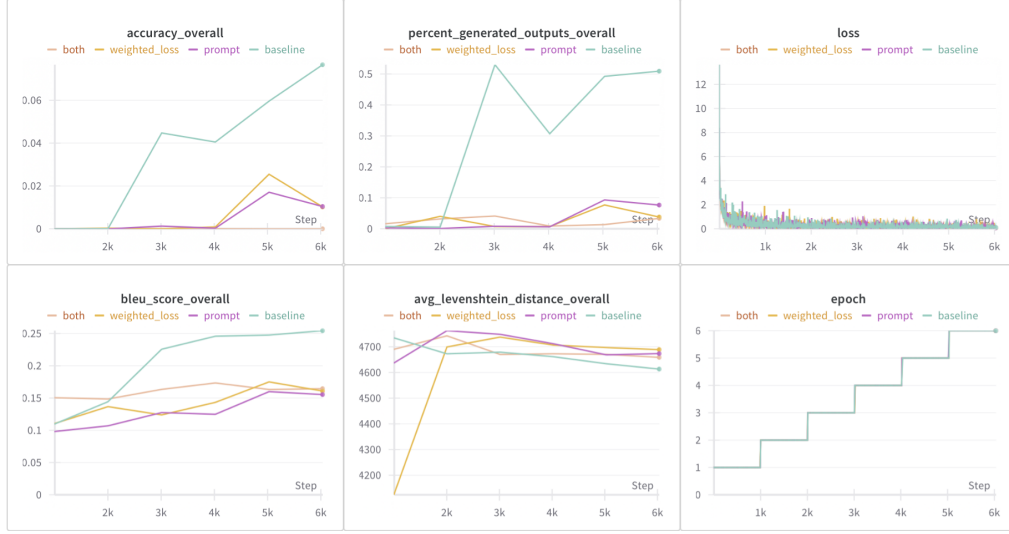 accuracy_overall
both weighted_loss prompt baseline
0.06
0.04
0.02
0
Step
2k 3k 4k 5k 6k
percent_generated_outputs_overall
both weighted_loss prompt baseline
0.5
0.4
0.3
0.2
0.1
0
Step
2k 3k 4k 5k 6k
loss
both weighted_loss prompt baseline
12
10
8
6
4
2
0
Step
1k 2k 3k 4k 5k 6k
bleu_score_overall
both weighted_loss prompt baseline
0.25
0.2
0.15
0.1
0.05
0
Step
2k 3k 4k 5k 6k
avg_levenshtein_distance_overall
both weighted_loss prompt baseline
4700
4600
4500
4400
4300
4200
Step
2k 3k 4k 5k 6k
epoch
both weighted_loss prompt baseline
6
5
4
3
2
1
0
Step
1k 2k 3k 4k 5k 6k